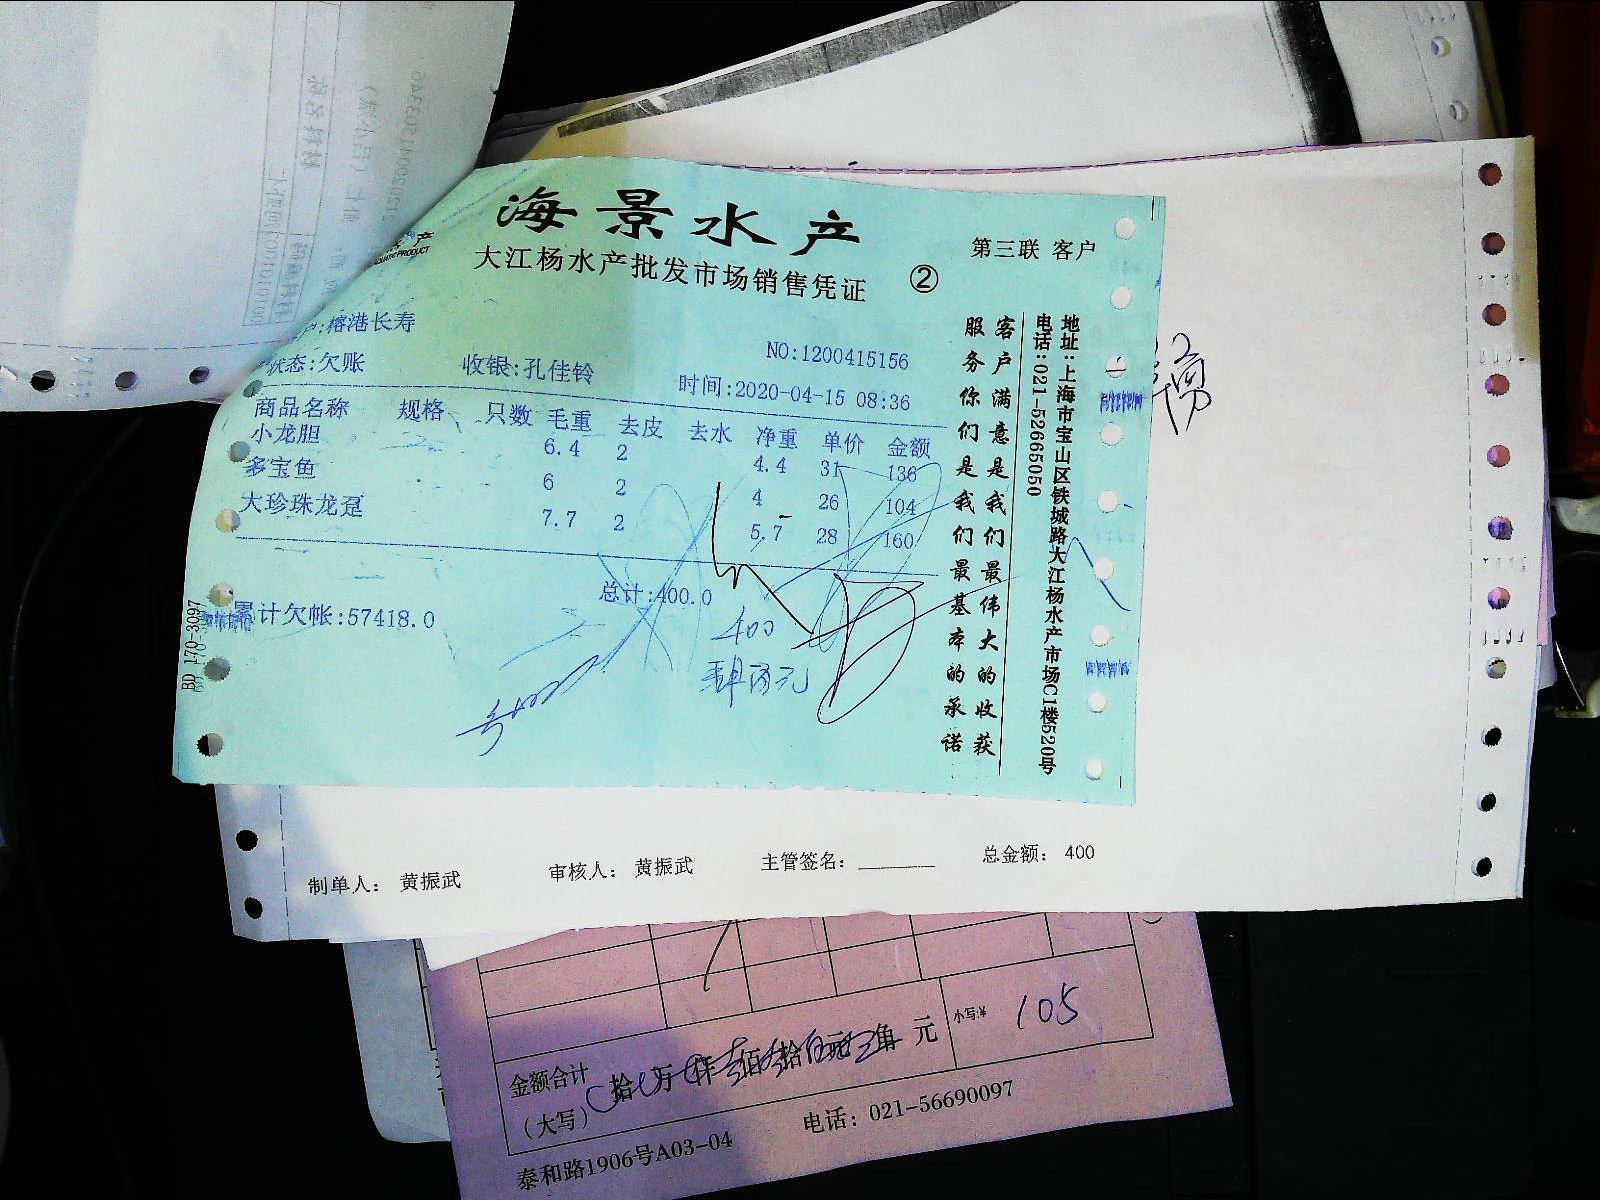 海景水产
大江杨水产批发市场销售凭证
②
第三联 客户
:榕港长寿
状态:欠账
收银:孔佳铃
NO:1200415156
时间:2020-04-15 08:36
商品名称 规格 只数 毛重 去皮 去水 净重 单价 金额
小龙胆 6.4 2 4.4 31 136
多宝鱼 6 2 4 26 104
大珍珠龙趸 7.7 2 5.7 28 160
总计:400.0
累计欠帐:57418.0
400
客户满意是我们最伟大的收获
服务你们是我们最基本的承诺
地址:上海市宝山区铁城路大江杨水产市场C1楼520号
电话:021-52665050
BD 170-3097
制单人: 黄振武
审核人: 黄振武
主管签名:
总金额: 400
金额合计
(大写)
拾 万 仟 佰 拾 元 角
元
小写:¥ 105
泰和路1906号A03-04
电话: 021-56690097